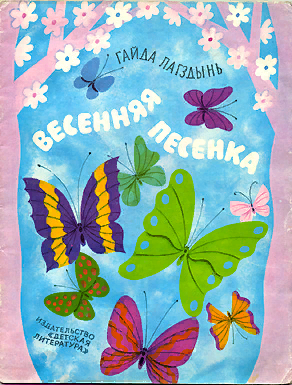 ГАЙДА ЛАГЗДЫНЬ
ВЕСЕННЯЯ
ПЕСЕНКА
ИЗДАТЕЛЬСТВО
«ДЕТСКАЯ
ЛИТЕРАТУРА»